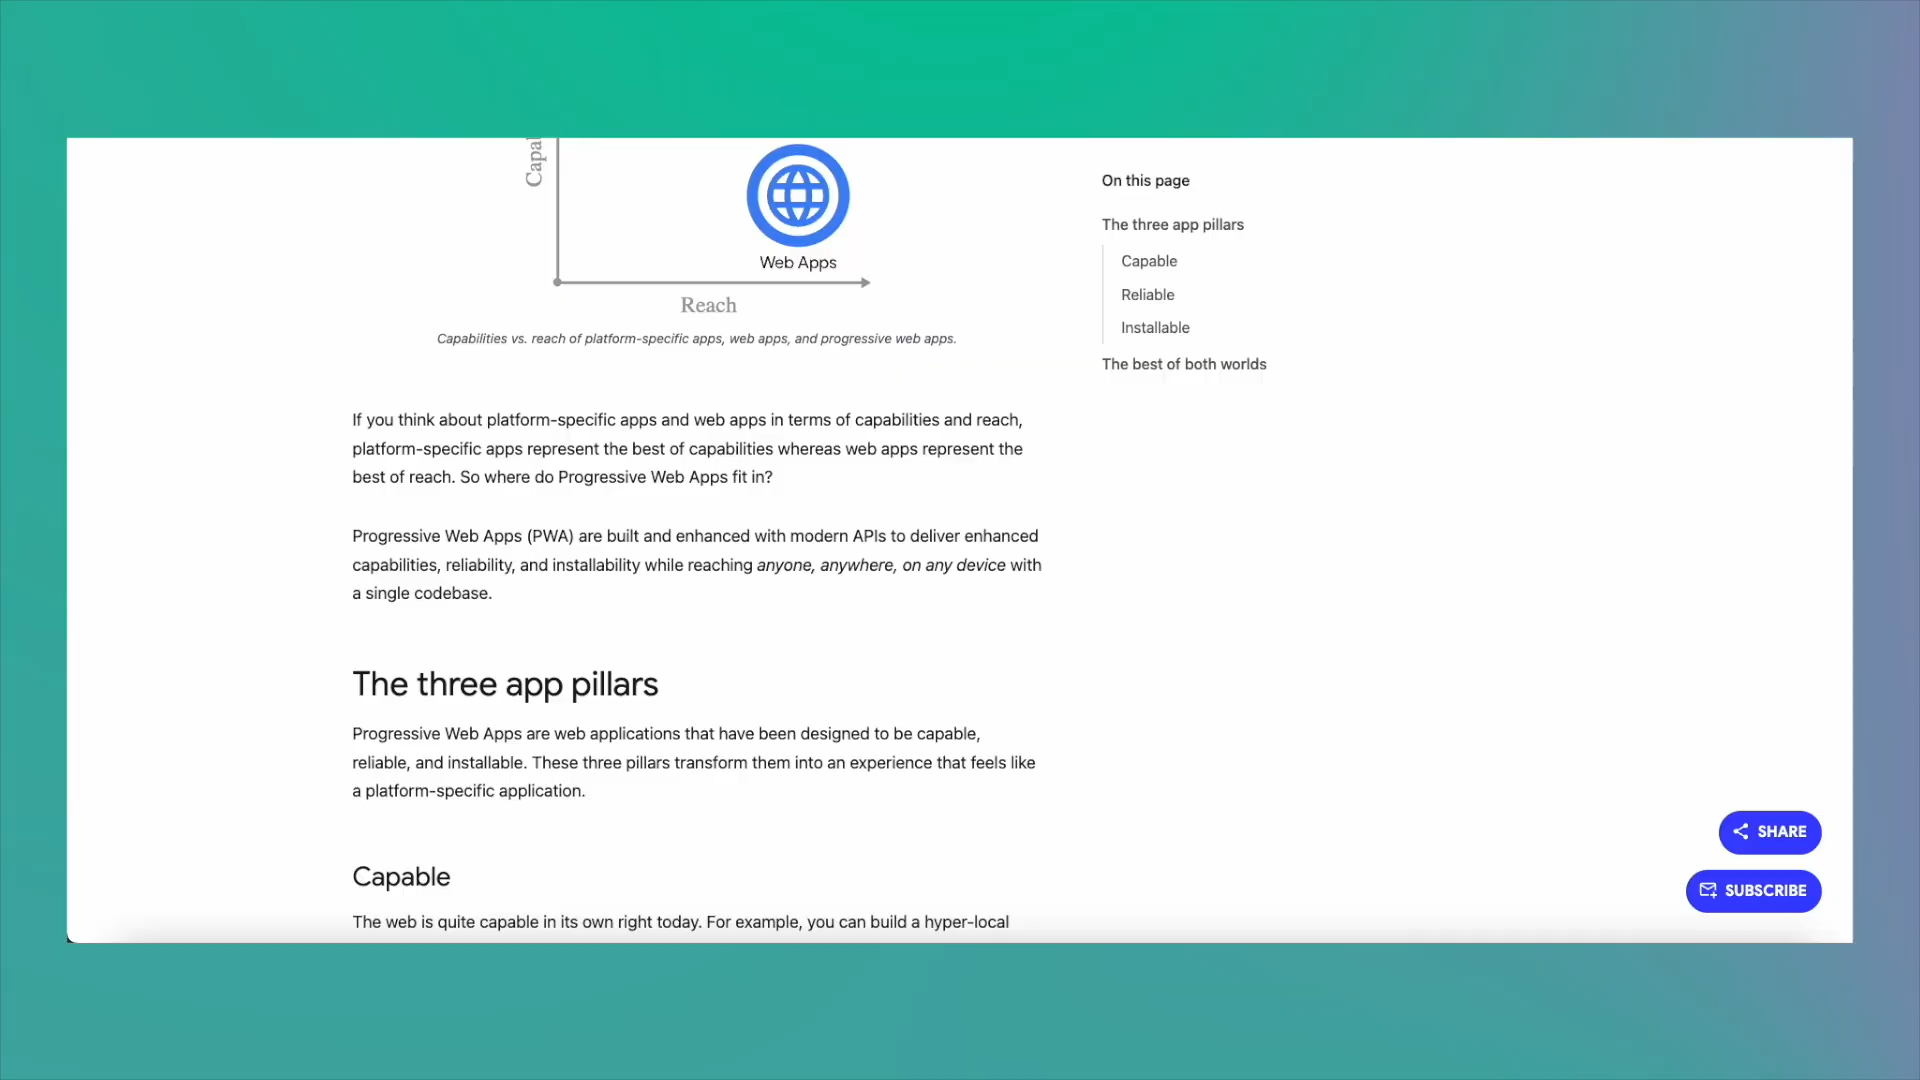 Web Apps
Reach
Capabilities vs. reach of platform-specific apps, web apps, and progressive web apps.
If you think about platform-specific apps and web apps in terms of capabilities and reach,
platform-specific apps represent the best of capabilities whereas web apps represent the
best of reach. So where do Progressive Web Apps fit in?
Progressive Web Apps (PWA) are built and enhanced with modern APIs to deliver enhanced
capabilities, reliability, and installability while reaching anyone, anywhere, on any device with
a single codebase.
The three app pillars
Progressive Web Apps are web applications that have been designed to be capable,
reliable, and installable. These three pillars transform them into an experience that feels like
a platform-specific application.
Capable
The web is quite capable in its own right today. For example, you can build a hyper-local
On this page
The three app pillars
Capable
Reliable
Installable
The best of both worlds
SHARE
SUBSCRIBE